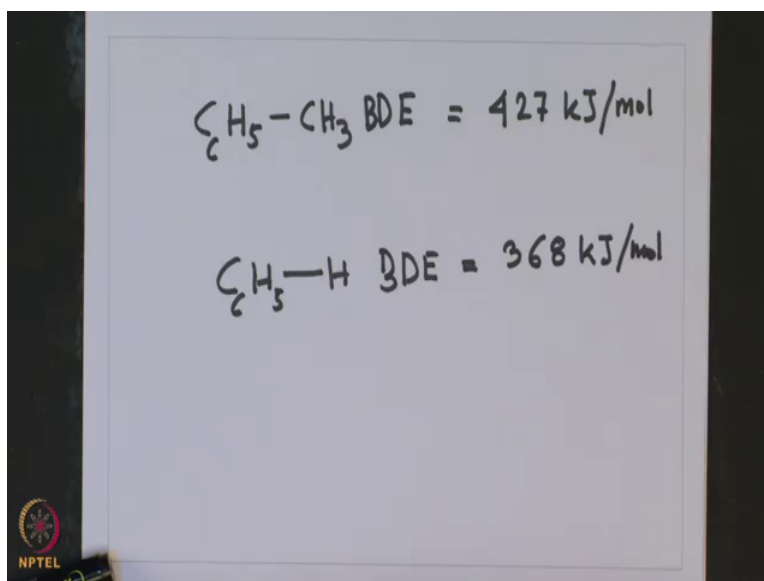 C₆H₅-CH₃ BDE = 427 kJ/mol
C₆H₅—H BDE = 368 kJ/mol
NPTEL